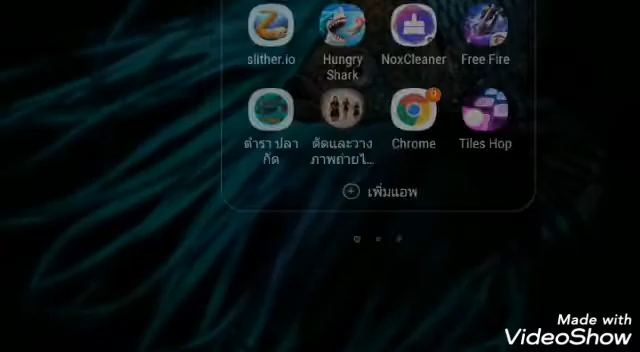 slither.io
Hungry
Shark
NoxCleaner
Free Fire
ตำรา ปลา
กัด
ตัดและวาง
ภาพถ่ายไ...
Chrome
Tiles Hop
เพิ่มแอพ
Made with
VideoShow